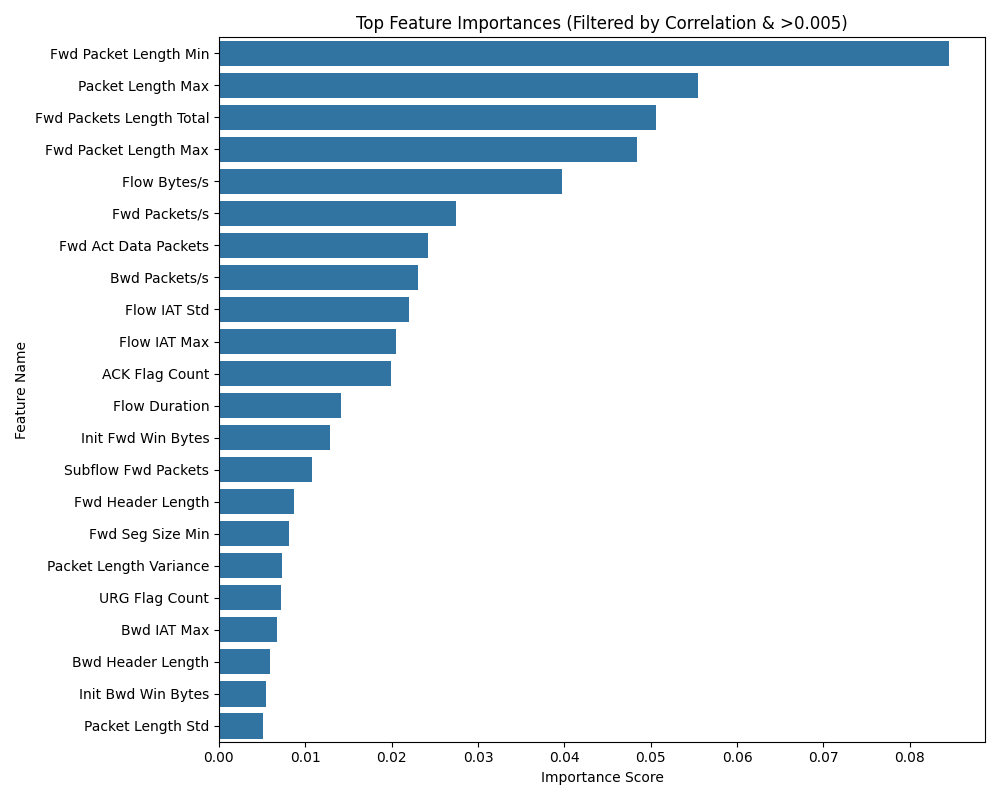 Top Feature Importances (Filtered by Correlation & >0.005)
Feature Name
Fwd Packet Length Min
Packet Length Max
Fwd Packets Length Total
Fwd Packet Length Max
Flow Bytes/s
Fwd Packets/s
Fwd Act Data Packets
Bwd Packets/s
Flow IAT Std
Flow IAT Max
ACK Flag Count
Flow Duration
Init Fwd Win Bytes
Subflow Fwd Packets
Fwd Header Length
Fwd Seg Size Min
Packet Length Variance
URG Flag Count
Bwd IAT Max
Bwd Header Length
Init Bwd Win Bytes
Packet Length Std
0.00 0.01 0.02 0.03 0.04 0.05 0.06 0.07 0.08
Importance Score